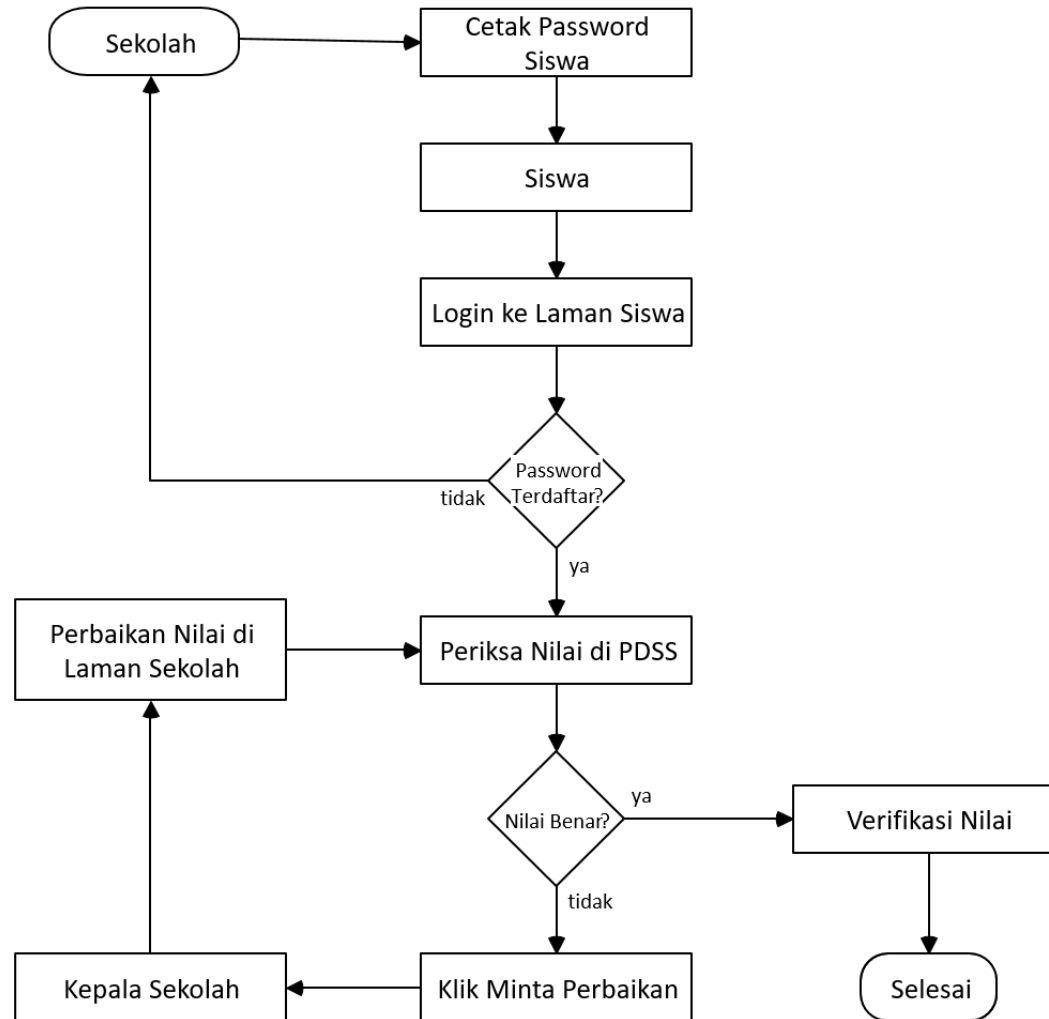 Sekolah
Cetak Password
Siswa
Siswa
Login ke Laman Siswa
Password
Terdaftar?
tidak
ya
Perbaikan Nilai di
Laman Sekolah
Periksa Nilai di PDSS
Nilai Benar?
ya
Verifikasi Nilai
tidak
Kepala Sekolah
Klik Minta Perbaikan
Selesai